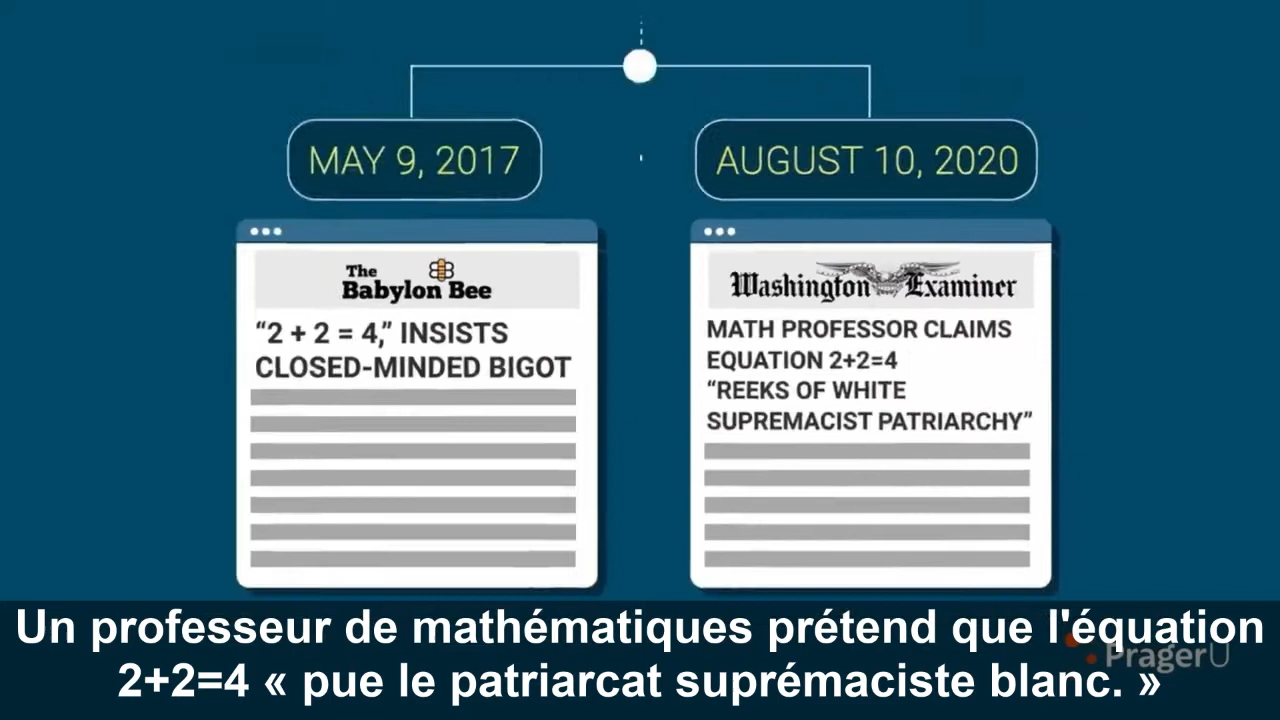 MAY 9, 2017
AUGUST 10, 2020
The
Babylon Bee
“2 + 2 = 4,” INSISTS
CLOSED-MINDED BIGOT
Washington Examiner
MATH PROFESSOR CLAIMS
EQUATION 2+2=4
“REEKS OF WHITE
SUPREMACIST PATRIARCHY”
Un professeur de mathématiques prétend que l'équation
2+2=4 « pue le patriarcat suprémaciste blanc. »
PragerU